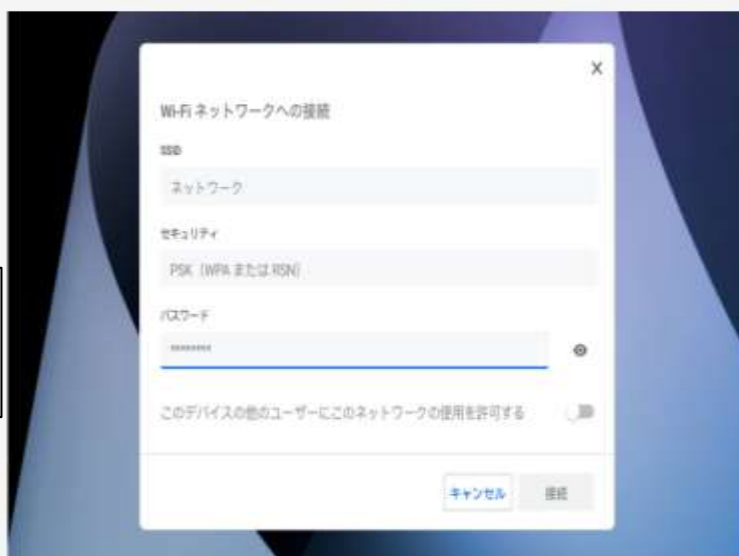 X
Wi-Fi ネットワークへの接続
SSID
ネットワーク
セキュリティ
PSK（WPA または RSN）
パスワード
このデバイスの他のユーザーにこのネットワークの使用を許可する
キャンセル
接続